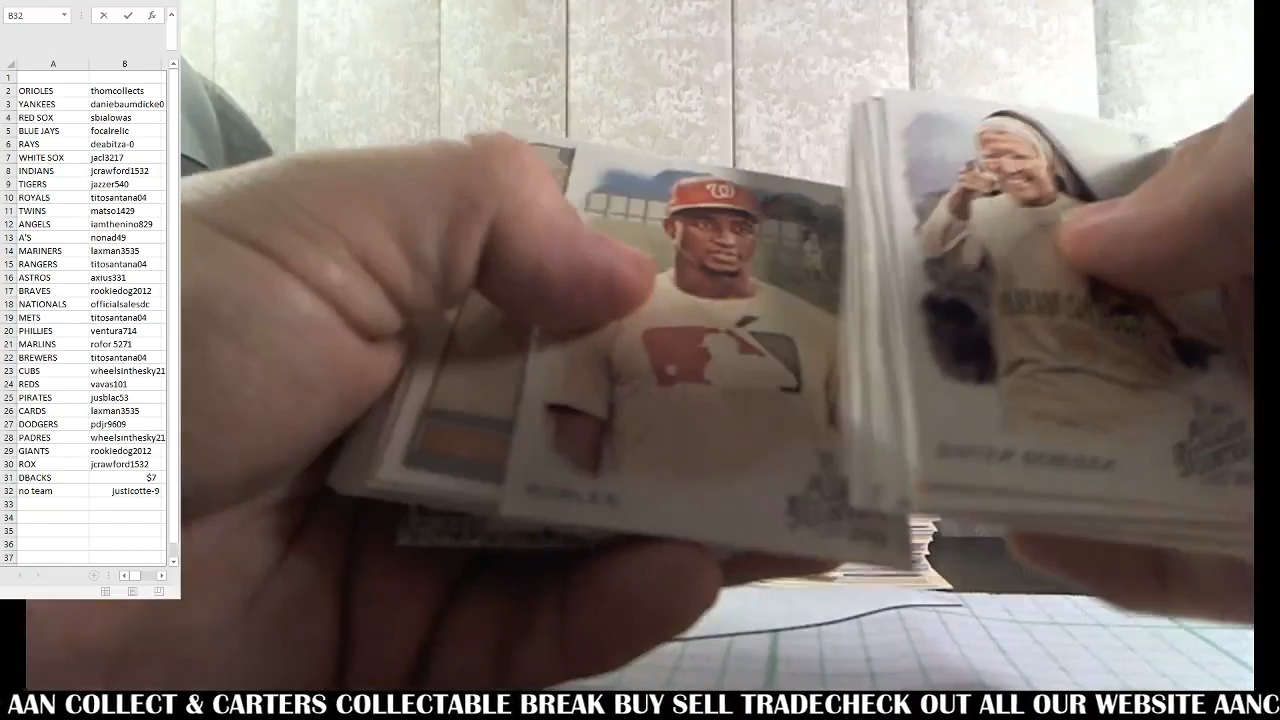 B32
fx
A B
1
2 ORIOLES thomcollects
3 YANKEES daniebaumdicke0
4 RED SOX sbialowas
5 BLUE JAYS focalrelic
6 RAYS deabitza-0
7 WHITE SOX jacl3217
8 INDIANS jcrawford1532
9 TIGERS jazzer540
10 ROYALS titosantana04
11 TWINS matso1429
12 ANGELS iamthenino829
13 A'S nonad49
14 MARINERS laxman3535
15 RANGERS titosantana04
16 ASTROS axius331
17 BRAVES rookiedog2012
18 NATIONALS officialsalesdc
19 METS titosantana04
20 PHILLIES ventura714
21 MARLINS rofor 5271
22 BREWERS titosantana04
23 CUBS wheelsinthesky21
24 REDS vavas101
25 PIRATES jusblac53
26 CARDS laxman3535
27 DODGERS pdjr9609
28 PADRES wheelsinthesky21
29 GIANTS rookiedog2012
30 ROX jcrawford1532
31 DBACKS $7
32 no team justicotte-9
33
34
35
36
37
W
AAN COLLECT & CARTERS COLLECTABLE BREAK BUY SELL TRADECHECK OUT ALL OUR WEBSITE AANC